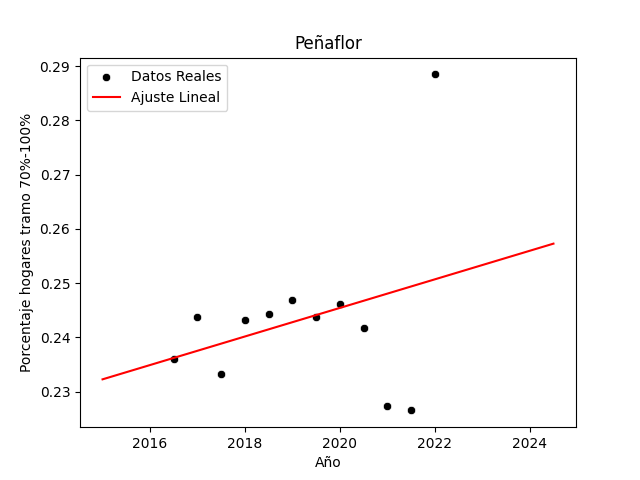 Peñaflor
Datos Reales
Ajuste Lineal
0.29
0.28
0.27
0.26
0.25
0.24
0.23
Porcentaje hogares tramo 70%-100%
2016 2018 2020 2022 2024
Año